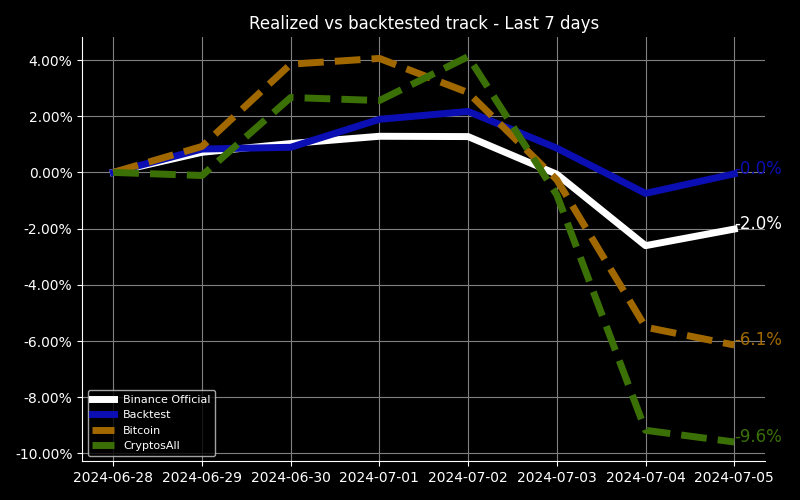 Realized vs backtested track - Last 7 days
4.00%
2.00%
0.00%
-2.00%
-4.00%
-6.00%
-8.00%
-10.00%
-0.0%
-2.0%
-6.1%
-9.6%
Binance Official
Backtest
Bitcoin
CryptosAll
2024-06-28 2024-06-29 2024-06-30 2024-07-01 2024-07-02 2024-07-03 2024-07-04 2024-07-05